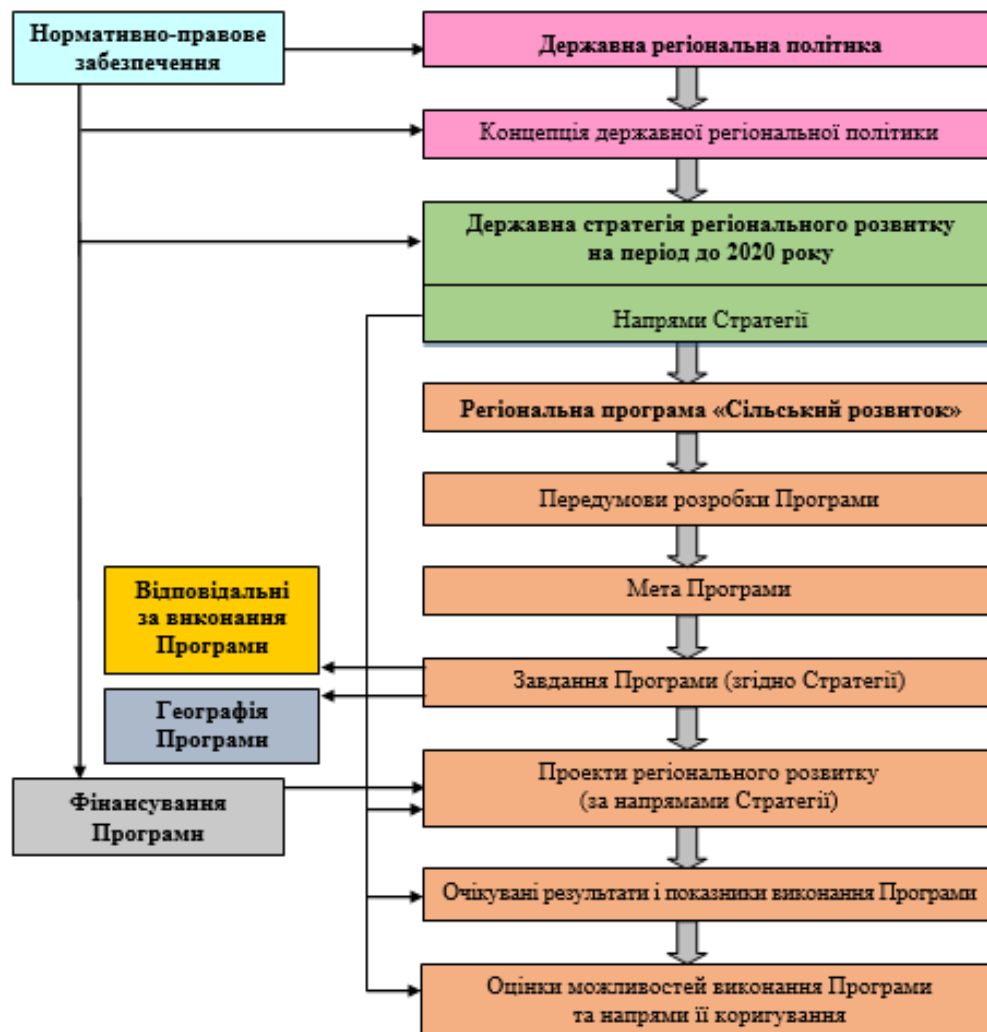 Нормативно-правове
забезпечення
Державна регіональна політика
Концепція державної регіональної політики
Державна стратегія регіонального розвитку
на період до 2020 року
Напрями Стратегії
Регіональна програма «Сільський розвиток»
Передумови розробки Програми
Мета Програми
Відповідальні
за виконання
Програми
Завдання Програми (згідно Стратегії)
Географія
Програми
Проекти регіонального розвитку
(за напрямами Стратегії)
Фінансування
Програми
Очікувані результати і показники виконання Програми
Оцінки можливостей виконання Програми
та напрями її коригування